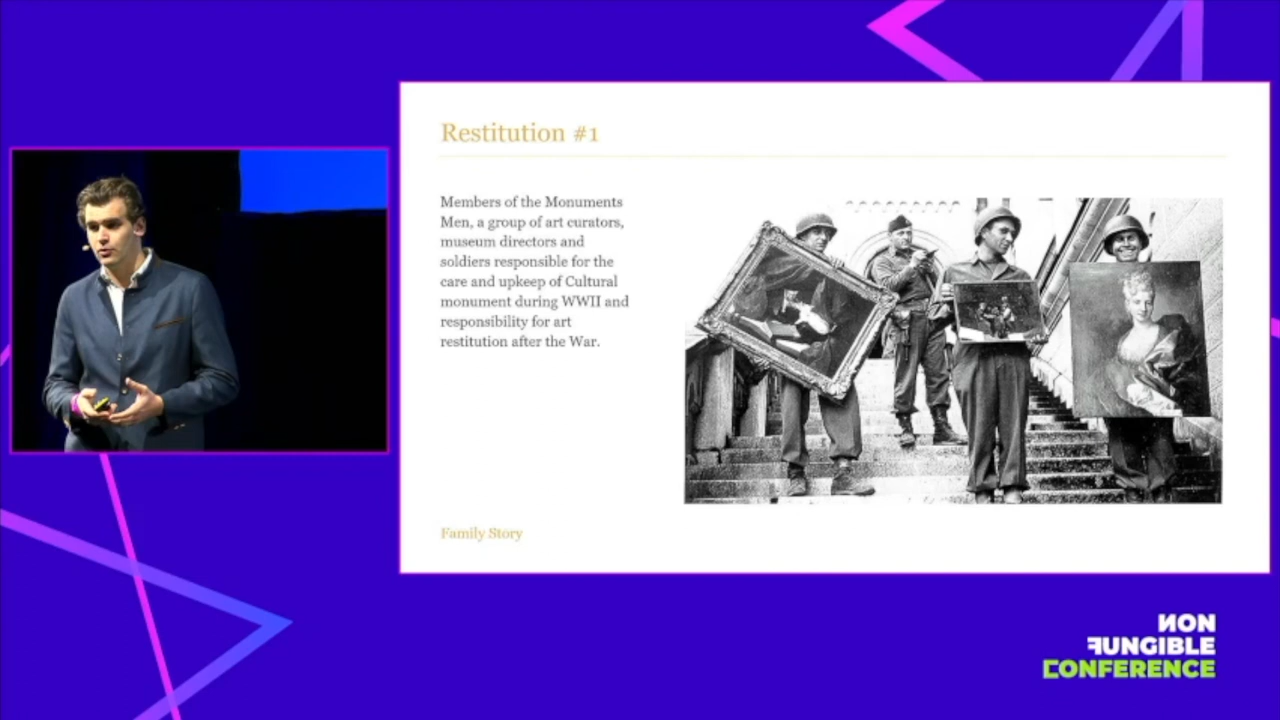 Restitution #1
Members of the Monuments
Men, a group of art curators,
museum directors and
soldiers responsible for the
care and upkeep of Cultural
monument during WWII and
responsibility for art
restitution after the War.
Family Story
NON
FUNGIBLE
CONFERENCE